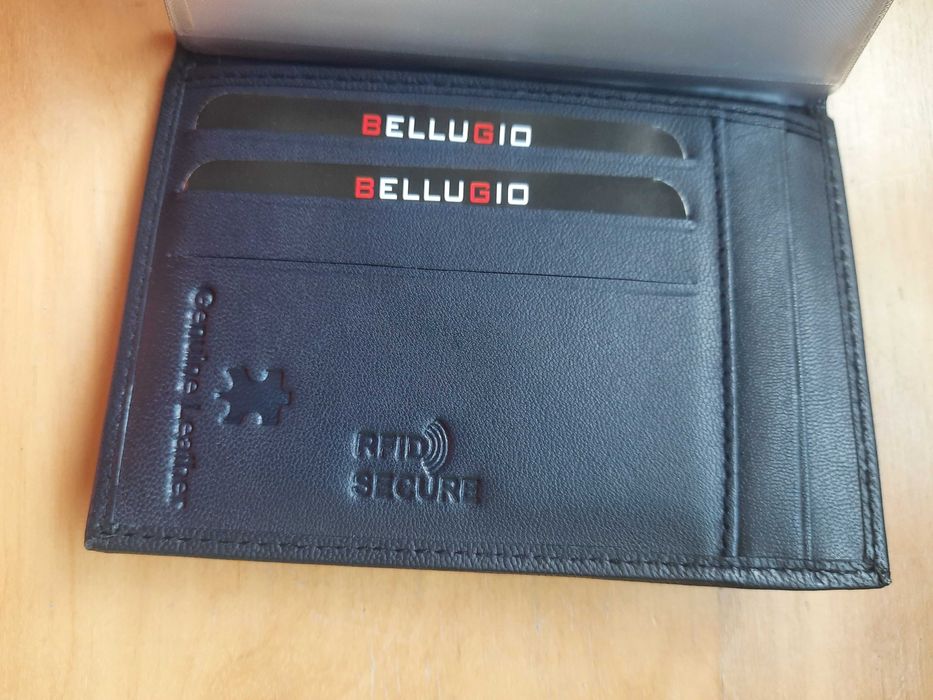 BELLUGIO
BELLUGIO
Genuine Leather
RFID
SECURE